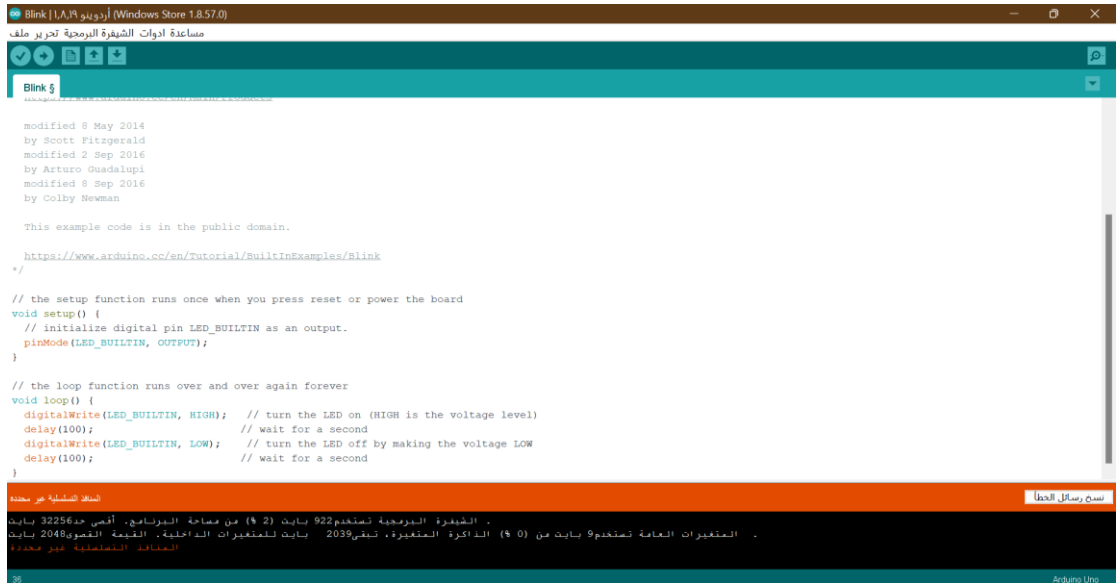 Blink | أردوينو ١,٨,١٩ (Windows Store 1.8.57.0)
ملف تحرير الشيفرة البرمجية ادوات مساعدة
Blink §
https://www.arduino.cc/en/Main/Products
modified 8 May 2014
by Scott Fitzgerald
modified 2 Sep 2016
by Arturo Guadalupi
modified 8 Sep 2016
by Colby Newman
This example code is in the public domain.
https://www.arduino.cc/en/Tutorial/BuiltInExamples/Blink
*/
// the setup function runs once when you press reset or power the board
void setup() {
// initialize digital pin LED_BUILTIN as an output.
pinMode(LED_BUILTIN, OUTPUT);
}
// the loop function runs over and over again forever
void loop() {
digitalWrite(LED_BUILTIN, HIGH);   // turn the LED on (HIGH is the voltage level)
delay(100);                       // wait for a second
digitalWrite(LED_BUILTIN, LOW);    // turn the LED off by making the voltage LOW
delay(100);                       // wait for a second
}
المنافذ التسلسلية غير محددة
نسخ رسائل الخطأ
الشيفرة البرمجية تستخدم922 بايت (2 %) من مساحة البرنامج. أقصى حد32256 بايت.
المتغيرات العامة تستخدم9 بايت من (0 %) الذاكرة المتغيرة، تبقى2039 بايت للمتغيرات الداخلية. القيمة القصوى2048 بايت.
المنافذ التسلسلية غير محددة
36
Arduino Uno